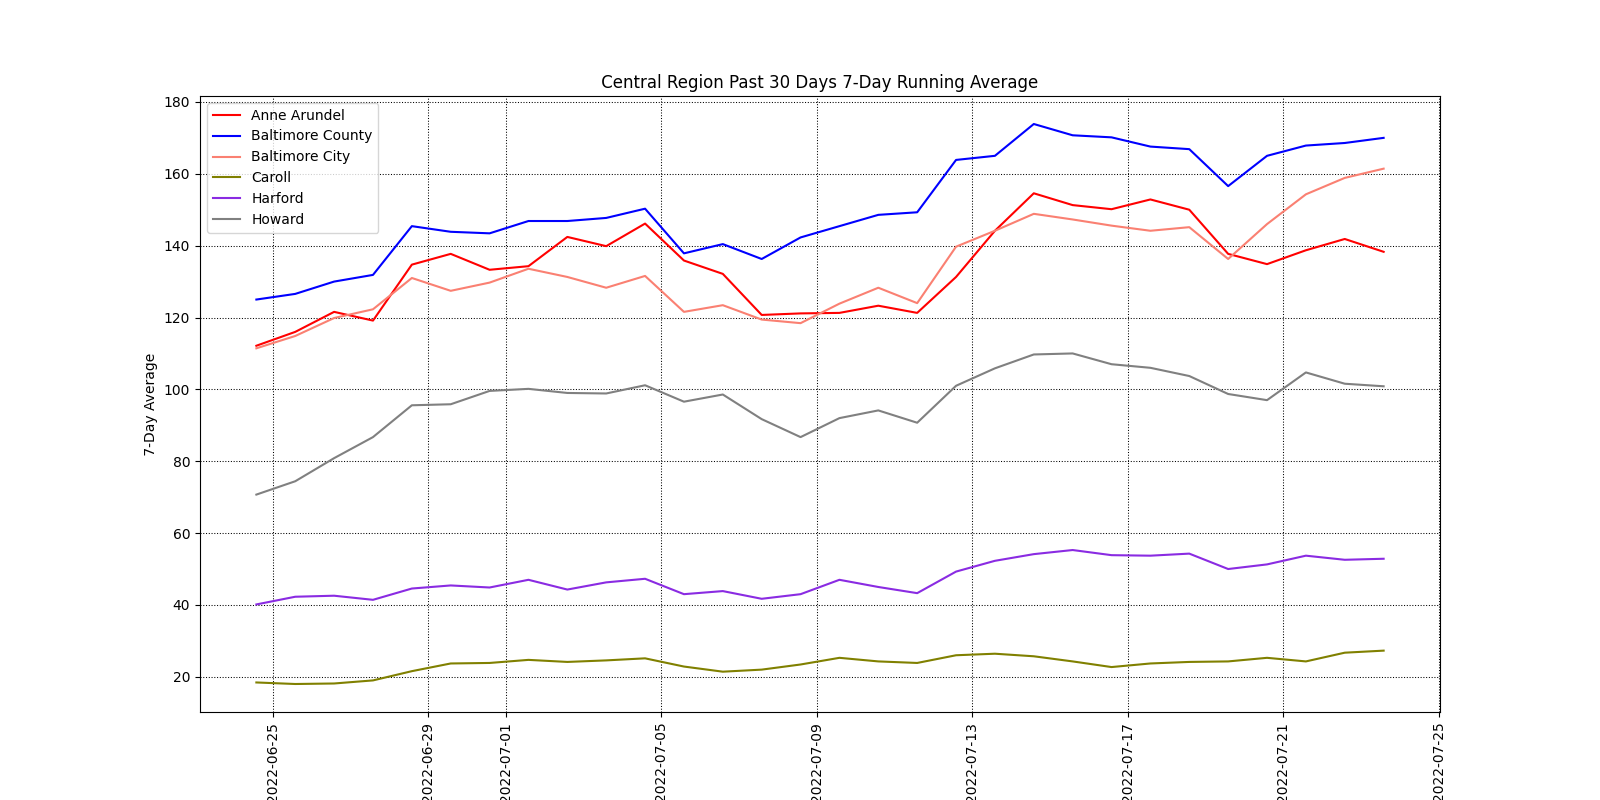 Central Region Past 30 Days 7-Day Running Average
Anne Arundel
Baltimore County
Baltimore City
Caroll
Harford
Howard
7-Day Average
180
160
140
120
100
80
60
40
20
2022-06-25
2022-06-29
2022-07-01
2022-07-05
2022-07-09
2022-07-13
2022-07-17
2022-07-21
2022-07-25